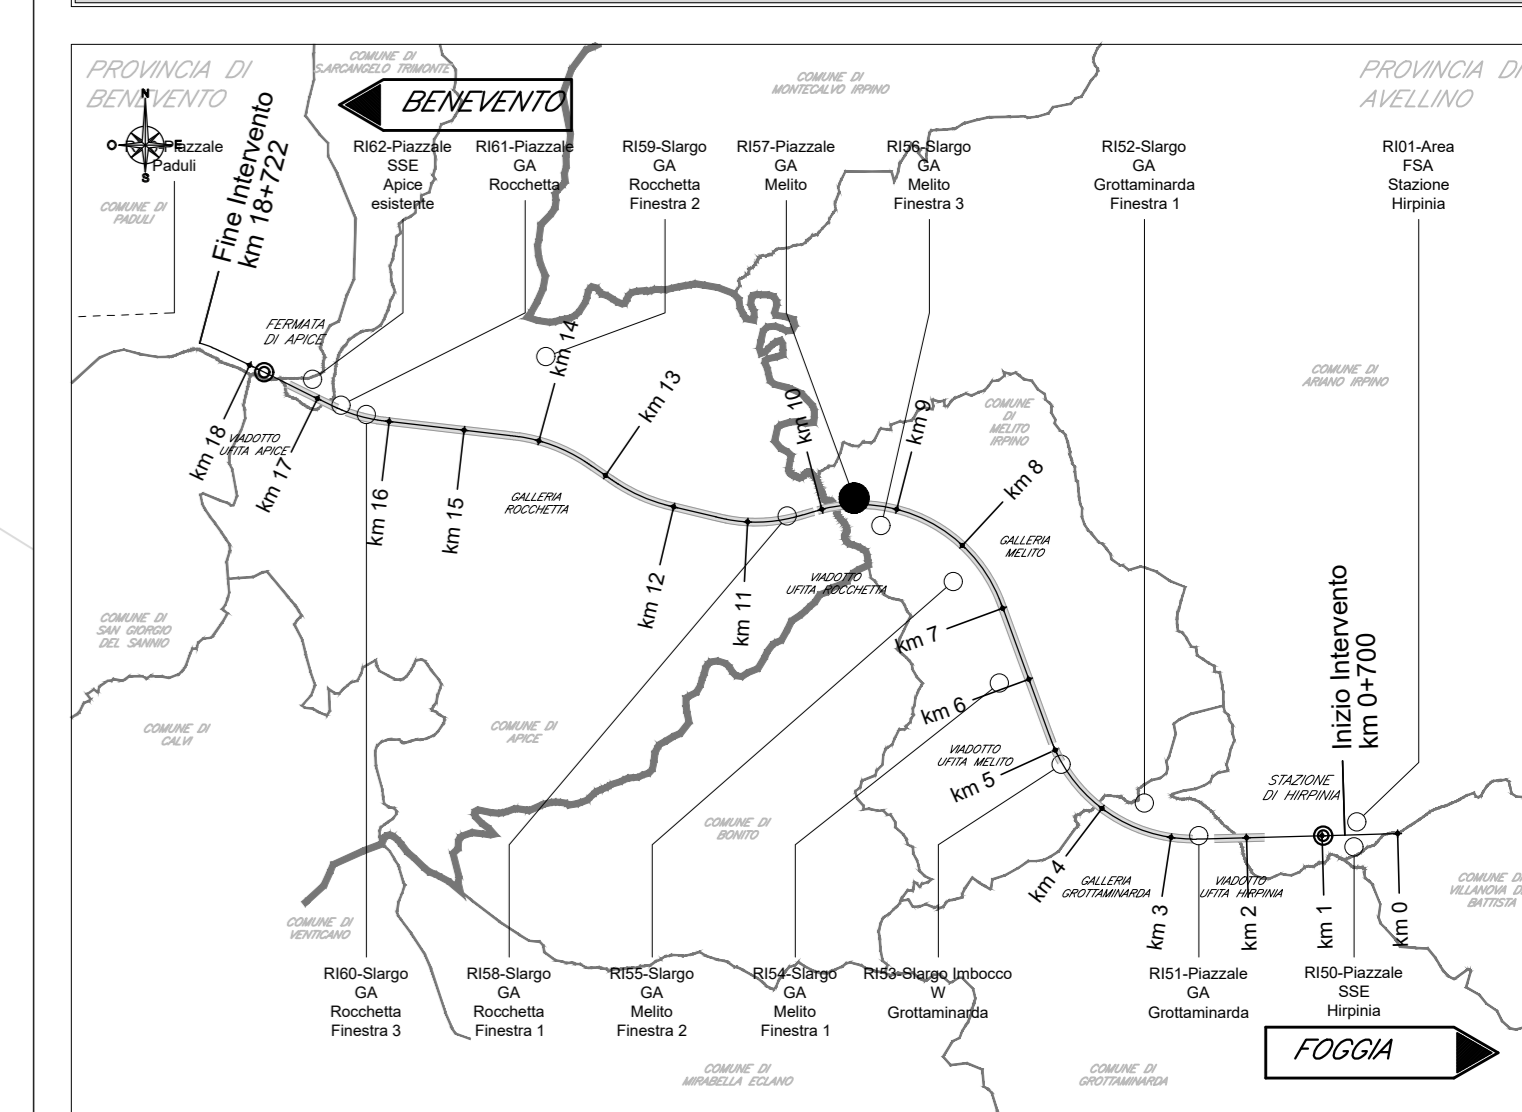 PROVINCIA DI
BENEVENTO
COMUNE DI
S.ARCANGELO TRIMONTE
BENEVENTO
COMUNE DI
MONTECALVO IRPINO
PROVINCIA DI
AVELLINO
N
O
E
S
Piazzale
Paduli
COMUNE DI
PADULI
Fine Intervento
km 18+722
RI62-Piazzale
SSE
Apice
esistente
RI61-Piazzale
GA
Rocchetta
RI59-Slargo
GA
Rocchetta
Finestra 2
RI57-Piazzale
GA
Melito
RI56-Slargo
GA
Melito
Finestra 3
RI52-Slargo
GA
Grottaminarda
Finestra 1
RI01-Area
FSA
Stazione
Hirpinia
FERMATA
DI APICE
COMUNE DI
ARIANO IRPINO
COMUNE
DI
MELITO
IRPINO
km 18
VIADOTTO
UFITA APICE
km 17
km 16
km 15
km 14
km 13
km 12
km 11
km 10
km 9
km 8
km 7
km 6
km 5
km 4
km 3
km 2
km 1
km 0
GALLERIA
ROCCHETTA
GALLERIA
MELITO
VIADOTTO
UFITA ROCCHETTA
COMUNE DI
SAN GIORGIO
DEL SANNIO
COMUNE DI
CALVI
COMUNE DI
APICE
VIADOTTO
UFITA MELITO
Inizio Intervento
km 0+700
STAZIONE
DI HIRPINIA
COMUNE DI
BONITO
GALLERIA
GROTTAMINARDA
VIADOTTO
UFITA HIRPINIA
COMUNE DI
VILLANOVA D
BATTISTA
COMUNE DI
VENTICANO
RI60-Slargo
GA
Rocchetta
Finestra 3
RI58-Slargo
GA
Rocchetta
Finestra 1
RI55-Slargo
GA
Melito
Finestra 2
RI54-Slargo
GA
Melito
Finestra 1
RI53-Slargo Imbocco
W
Grottaminarda
RI51-Piazzale
GA
Grottaminarda
RI50-Piazzale
SSE
Hirpinia
FOGGIA
COMUNE DI
MIRABELLA ECLANO
COMUNE DI
GROTTAMINARDA